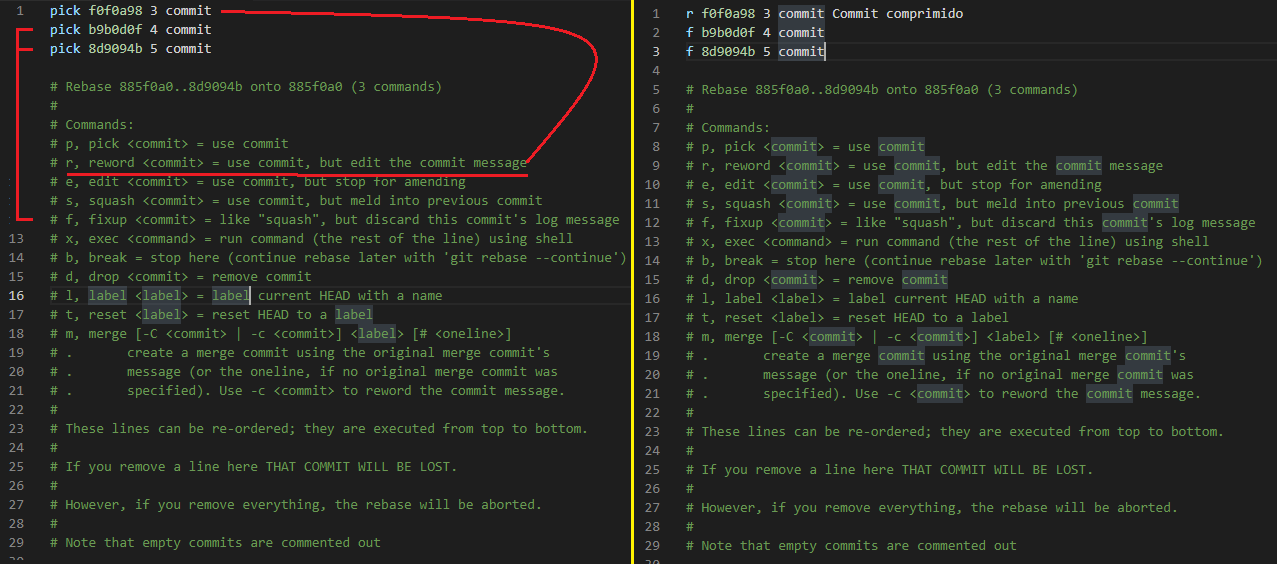 1 pick f0f0a98 3 commit
pick b9b0d0f 4 commit
pick 8d9094b 5 commit
# Rebase 885f0a0..8d9094b onto 885f0a0 (3 commands)
#
# Commands:
# p, pick <commit> = use commit
# r, reword <commit> = use commit, but edit the commit message
# e, edit <commit> = use commit, but stop for amending
# s, squash <commit> = use commit, but meld into previous commit
# f, fixup <commit> = like "squash", but discard this commit's log message
13 # x, exec <command> = run command (the rest of the line) using shell
14 # b, break = stop here (continue rebase later with 'git rebase --continue')
15 # d, drop <commit> = remove commit
16 # l, label <label> = label current HEAD with a name
17 # t, reset <label> = reset HEAD to a label
18 # m, merge [-C <commit> | -c <commit>] <label> [# <oneline>]
19 # . create a merge commit using the original merge commit's
20 # . message (or the oneline, if no original merge commit was
21 # . specified). Use -c <commit> to reword the commit message.
22 #
23 # These lines can be re-ordered; they are executed from top to bottom.
24 #
25 # If you remove a line here THAT COMMIT WILL BE LOST.
26 #
27 # However, if you remove everything, the rebase will be aborted.
28 #
29 # Note that empty commits are commented out
1 r f0f0a98 3 commit Commit comprimido
2 f b9b0d0f 4 commit
3 f 8d9094b 5 commit
4
5 # Rebase 885f0a0..8d9094b onto 885f0a0 (3 commands)
6 #
7 # Commands:
8 # p, pick <commit> = use commit
9 # r, reword <commit> = use commit, but edit the commit message
10 # e, edit <commit> = use commit, but stop for amending
11 # s, squash <commit> = use commit, but meld into previous commit
12 # f, fixup <commit> = like "squash", but discard this commit's log message
13 # x, exec <command> = run command (the rest of the line) using shell
14 # b, break = stop here (continue rebase later with 'git rebase --continue')
15 # d, drop <commit> = remove commit
16 # l, label <label> = label current HEAD with a name
17 # t, reset <label> = reset HEAD to a label
18 # m, merge [-C <commit> | -c <commit>] <label> [# <oneline>]
19 # . create a merge commit using the original merge commit's
20 # . message (or the oneline, if no original merge commit was
21 # . specified). Use -c <commit> to reword the commit message.
22 #
23 # These lines can be re-ordered; they are executed from top to bottom.
24 #
25 # If you remove a line here THAT COMMIT WILL BE LOST.
26 #
27 # However, if you remove everything, the rebase will be aborted.
28 #
29 # Note that empty commits are commented out